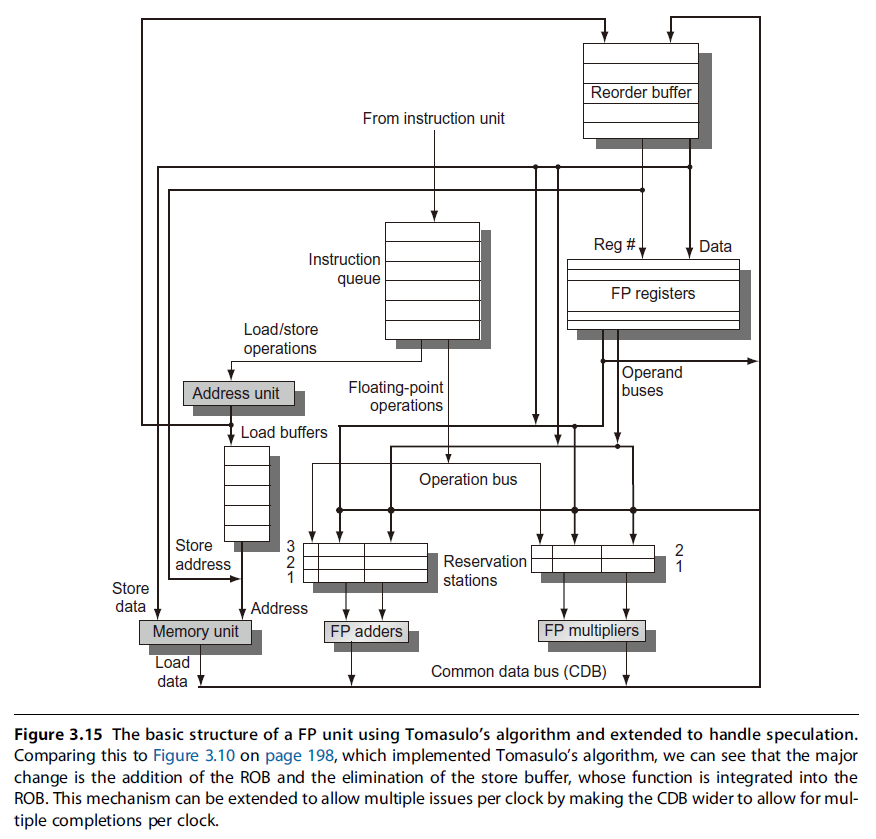 Reorder buffer
From instruction unit
Reg #
Data
Instruction
queue
FP registers
Load/store
operations
Operand
buses
Address unit
Floating-point
operations
Load buffers
Operation bus
Store
address
3
2
1
Reservation
stations
2
1
Store
data
Address
Memory unit
FP adders
FP multipliers
Load
data
Common data bus (CDB)
Figure 3.15 The basic structure of a FP unit using Tomasulo’s algorithm and extended to handle speculation.
Comparing this to Figure 3.10 on page 198, which implemented Tomasulo’s algorithm, we can see that the major
change is the addition of the ROB and the elimination of the store buffer, whose function is integrated into the
ROB. This mechanism can be extended to allow multiple issues per clock by making the CDB wider to allow for mul-
tiple completions per clock.